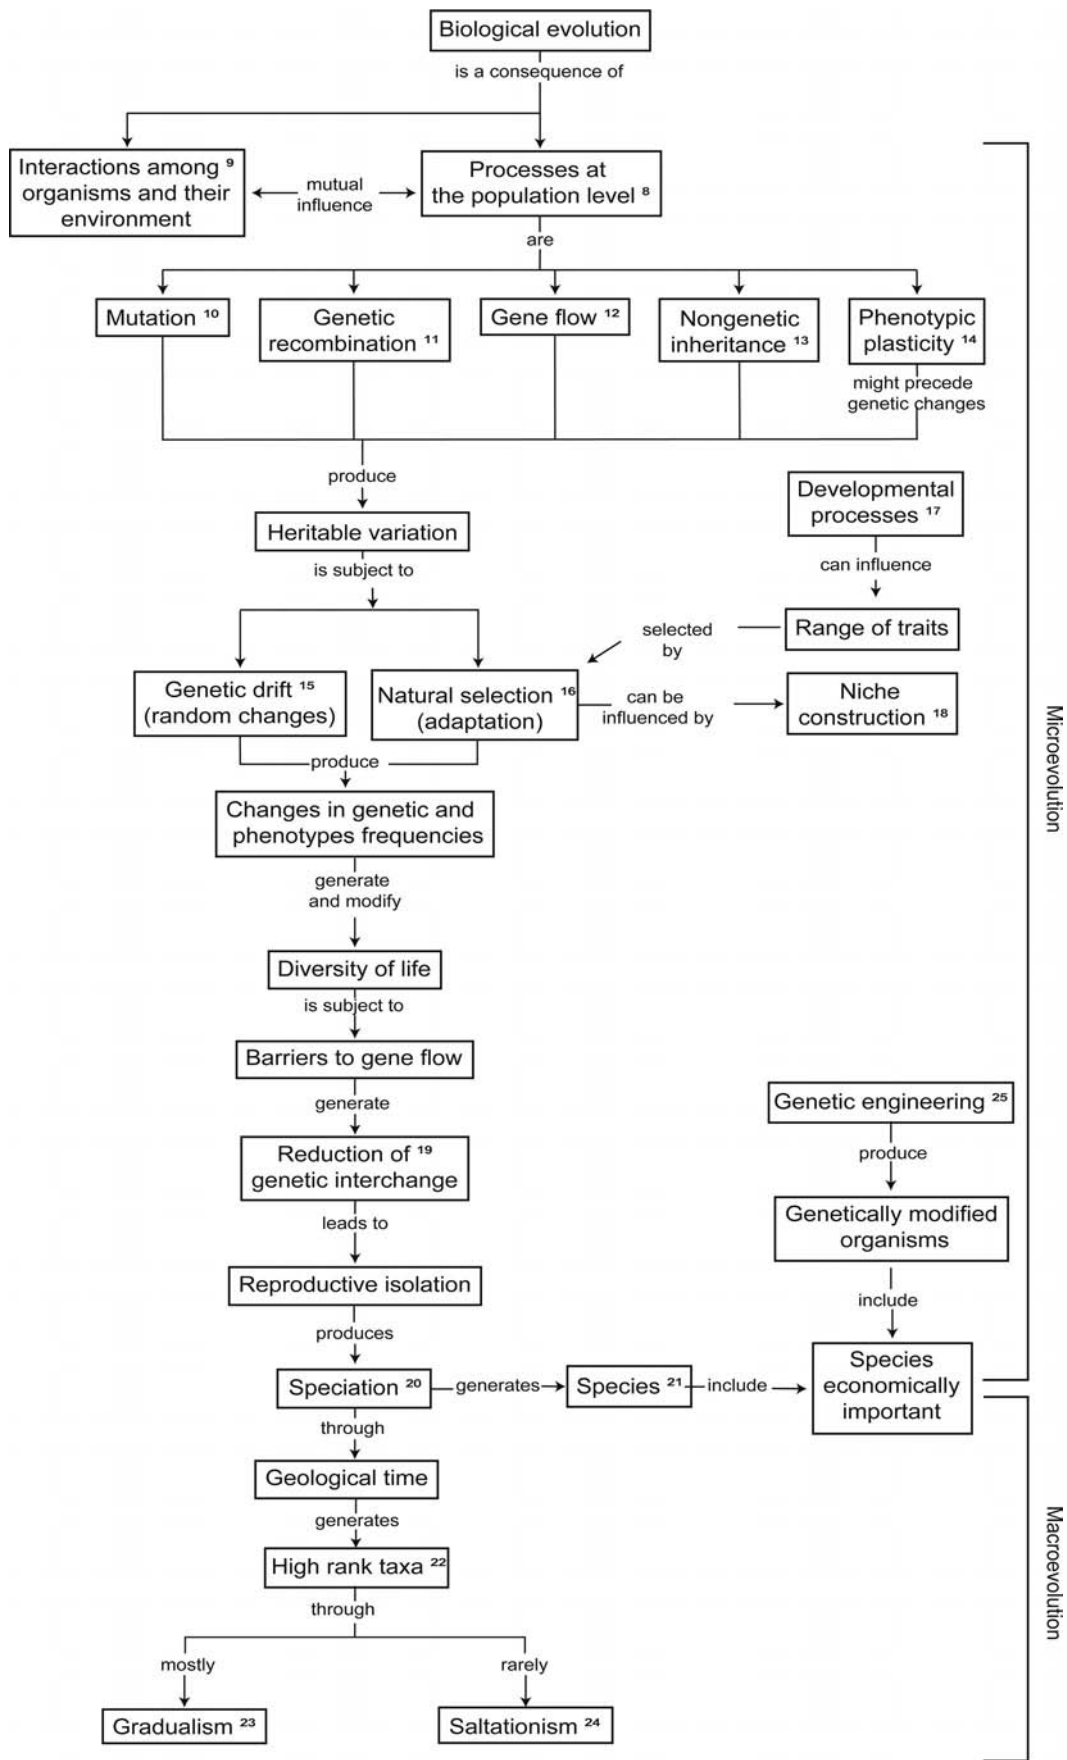 Biological evolution
is a consequence of
Interactions among ⁹
organisms and their
environment
mutual
influence
Processes at
the population level ⁸
are
Mutation ¹⁰
Genetic
recombination ¹¹
Gene flow ¹²
Nongenetic
inheritance ¹³
Phenotypic
plasticity ¹⁴
might precede
genetic changes
produce
Heritable variation
is subject to
Developmental
processes ¹⁷
can influence
Range of traits
selected
by
Genetic drift ¹⁵
(random changes)
Natural selection ¹⁶
(adaptation)
can be
influenced by
Niche
construction ¹⁸
produce
Changes in genetic and
phenotypes frequencies
generate
and modify
Diversity of life
is subject to
Barriers to gene flow
generate
Reduction of ¹⁹
genetic interchange
leads to
Reproductive isolation
produces
Speciation ²⁰
generates
Species ²¹
include
Genetic engineering ²⁵
produce
Genetically modified
organisms
include
Species
economically
important
through
Geological time
generates
High rank taxa ²²
through
mostly
rarely
Gradualism ²³
Saltationism ²⁴
Microevolution
Macroevolution